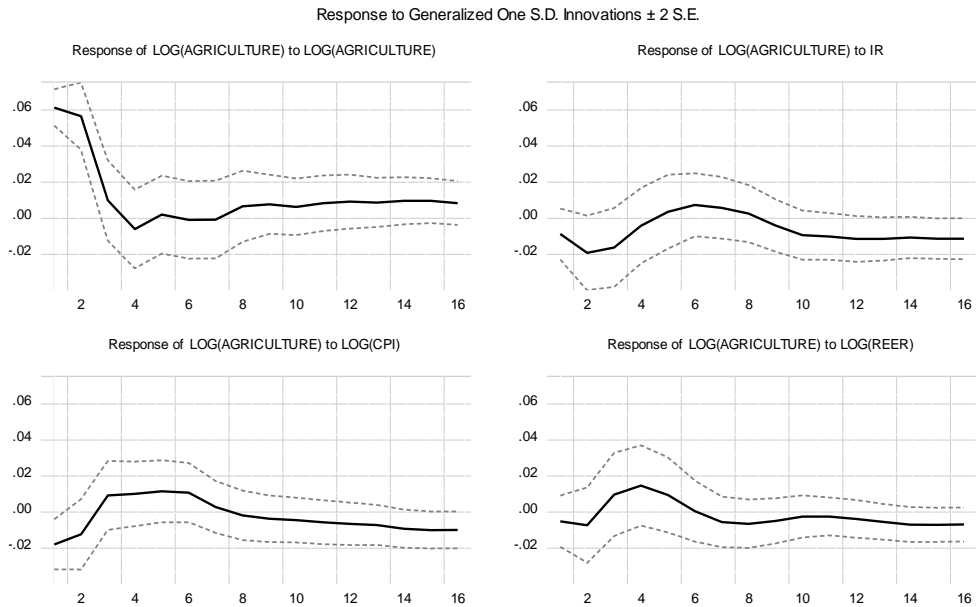 Response to Generalized One S.D. Innovations ± 2 S.E.
Response of LOG(AGRICULTURE) to LOG(AGRICULTURE)
.06
.04
.02
.00
-.02
2 4 6 8 10 12 14 16
Response of LOG(AGRICULTURE) to IR
.06
.04
.02
.00
-.02
2 4 6 8 10 12 14 16
Response of LOG(AGRICULTURE) to LOG(CPI)
.06
.04
.02
.00
-.02
2 4 6 8 10 12 14 16
Response of LOG(AGRICULTURE) to LOG(REER)
.06
.04
.02
.00
-.02
2 4 6 8 10 12 14 16